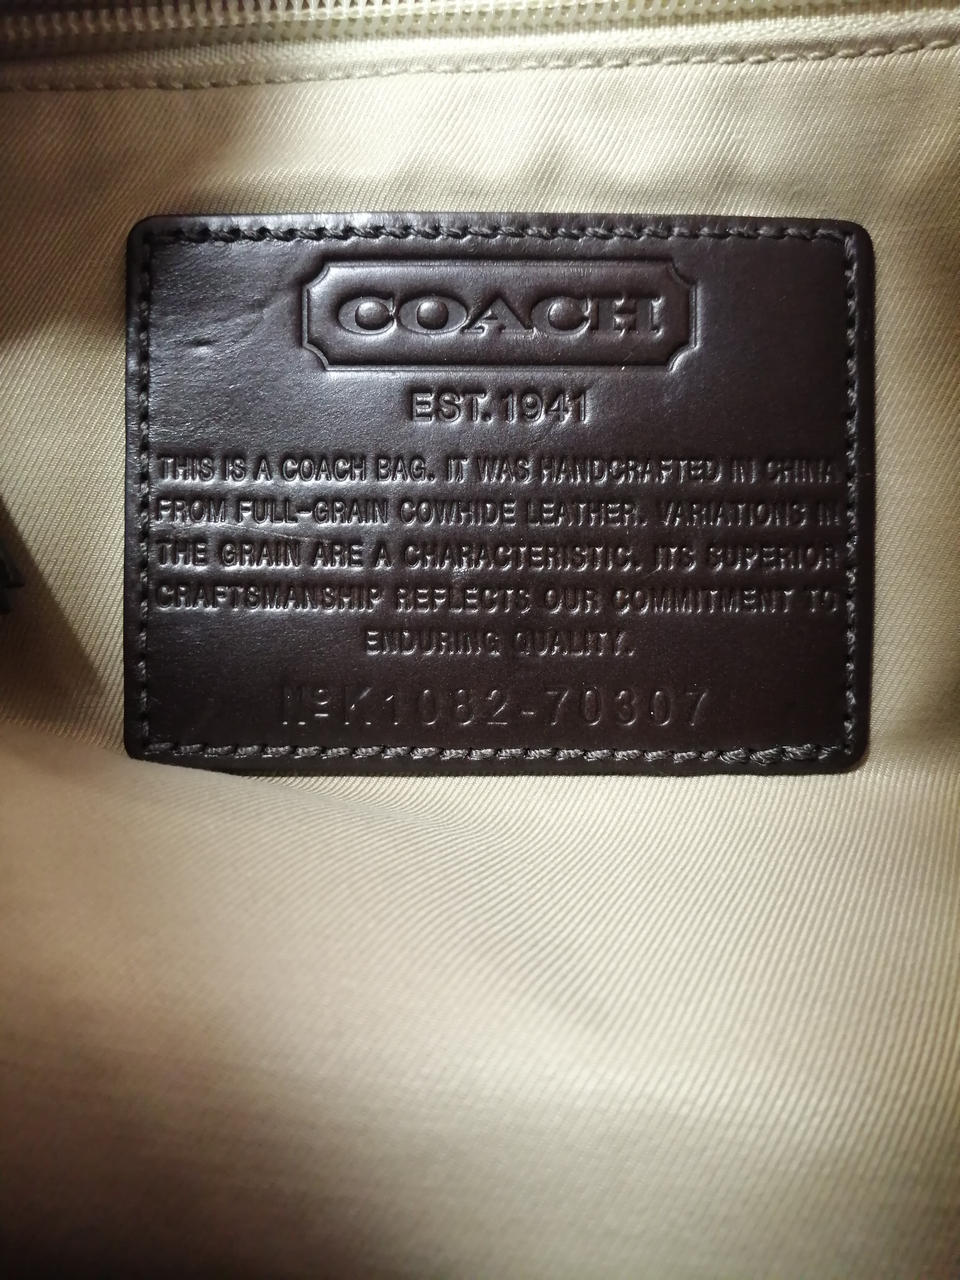 COACH
EST. 1941
THIS IS A COACH BAG. IT WAS HANDCRAFTED IN CHINA
FROM FULL-GRAIN COWHIDE LEATHER. VARIATIONS IN
THE GRAIN ARE A CHARACTERISTIC. ITS SUPERIOR
CRAFTSMANSHIP REFLECTS OUR COMMITMENT TO
ENDURING QUALITY.
Nº K1082-70307